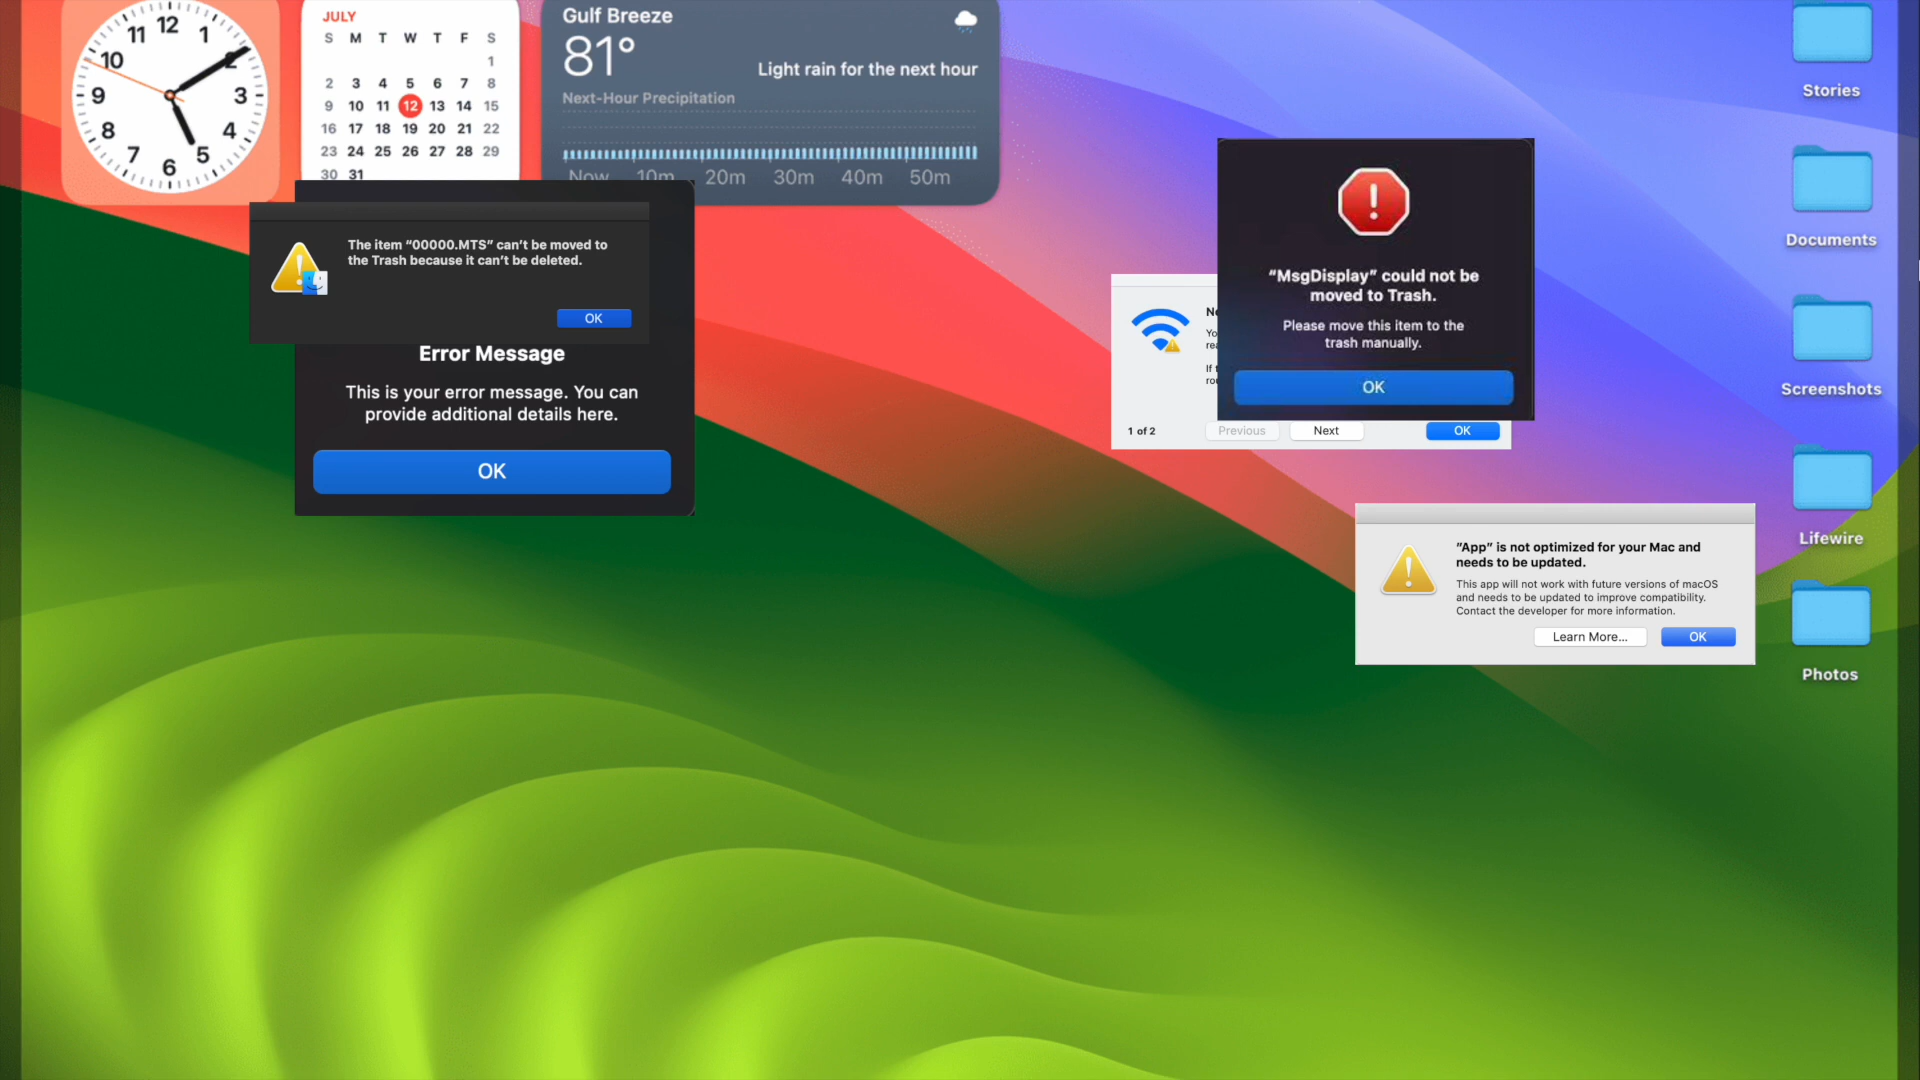 12
11
1
10
2
9
3
8
4
7
5
6
JULY
S M T W T F S
1
2 3 4 5 6 7 8
9 10 11 12 13 14 15
16 17 18 19 20 21 22
23 24 25 26 27 28 29
30 31
Gulf Breeze
81°
Light rain for the next hour
Next-Hour Precipitation
Now 10m 20m 30m 40m 50m
The item “00000.MTS” can’t be moved to
the Trash because it can’t be deleted.
OK
Error Message
This is your error message. You can
provide additional details here.
OK
“MsgDisplay” could not be
moved to Trash.
Please move this item to the
trash manually.
OK
If
1 of 2
Previous
Next
OK
“App” is not optimized for your Mac and
needs to be updated.
This app will not work with future versions of macOS
and needs to be updated to improve compatibility.
Contact the developer for more information.
Learn More...
OK
Stories
Documents
Screenshots
Lifewire
Photos